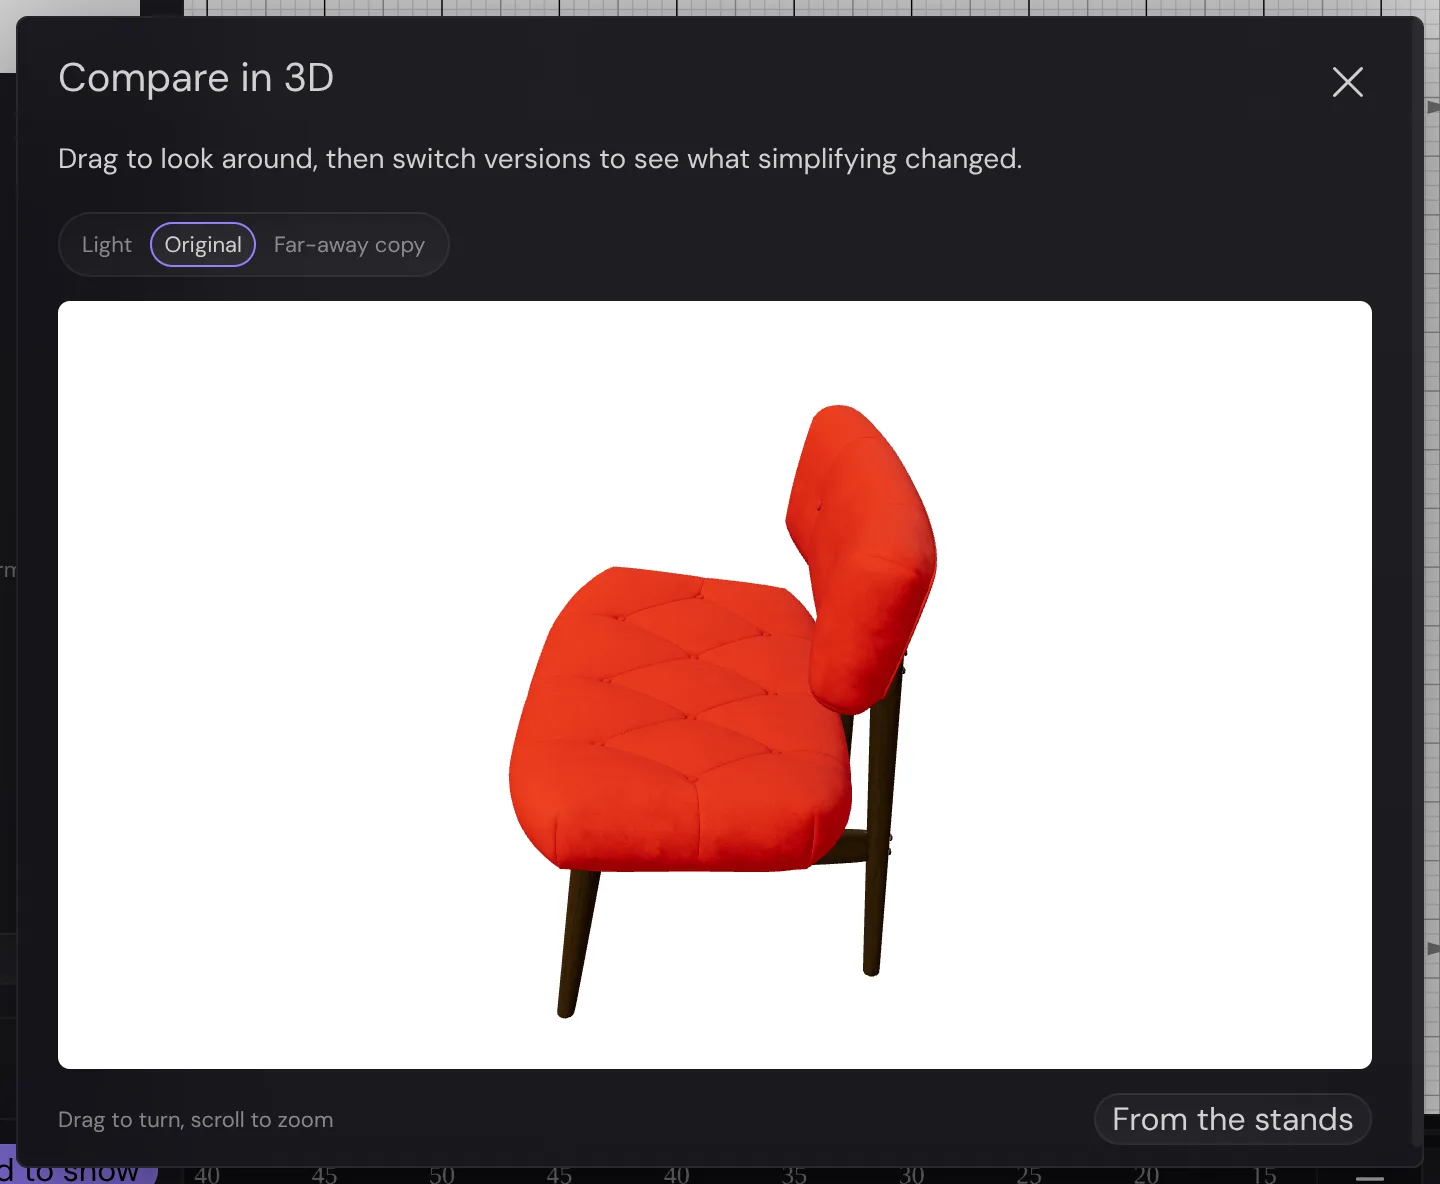 Compare in 3D
Drag to look around, then switch versions to see what simplifying changed.
Light Original Far-away copy
Drag to turn, scroll to zoom
From the stands
d to show
40 45 50 45 40 35 30 25 20 15